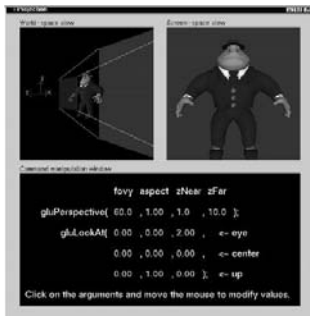 Projection
World-space view Screen-space view
Command manipulation window
fovy aspect zNear zFar
gluPerspective( 60.0 , 1.00 , 1.0 , 10.0 );
gluLookAt( 0.00 , 0.00 , 2.00 , <- eye
0.00 , 0.00 , 0.00 , <- center
0.00 , 1.00 , 0.00 ); <- up
Click on the arguments and move the mouse to modify values.